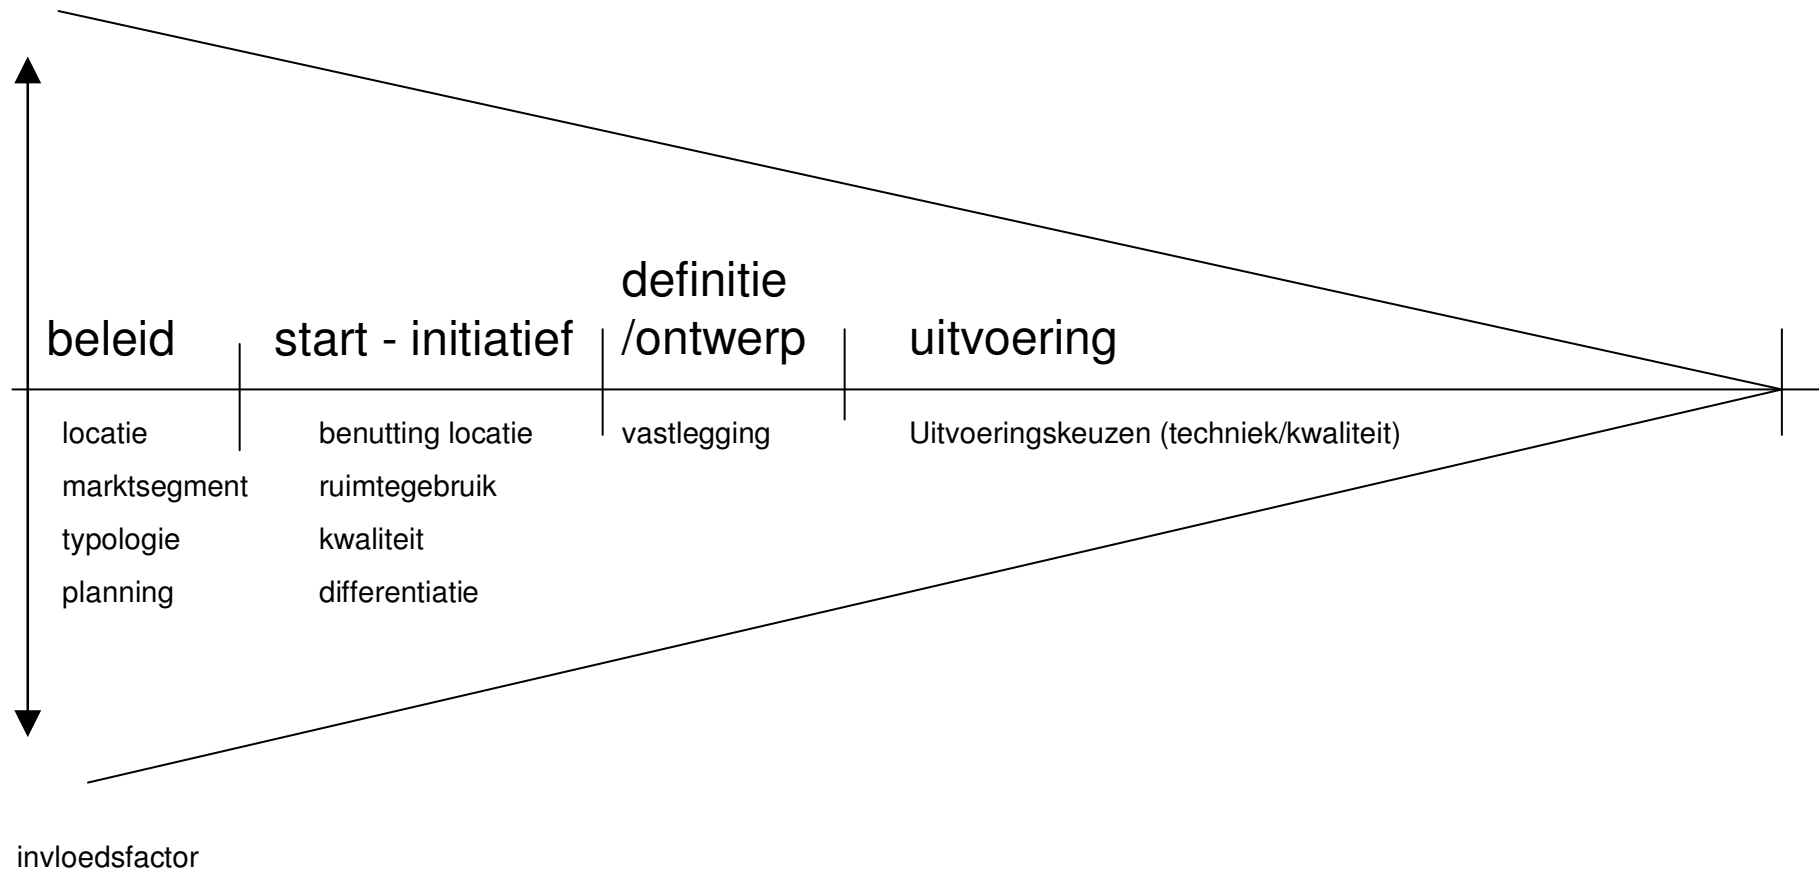 definitie
beleid
start - initiatief
/ontwerp
uitvoering
locatie
benutting locatie
vastlegging
Uitvoeringskeuzen (techniek/kwaliteit)
marktsegment
ruimtegebruik
typologie
kwaliteit
planning
differentiatie
invloedsfactor